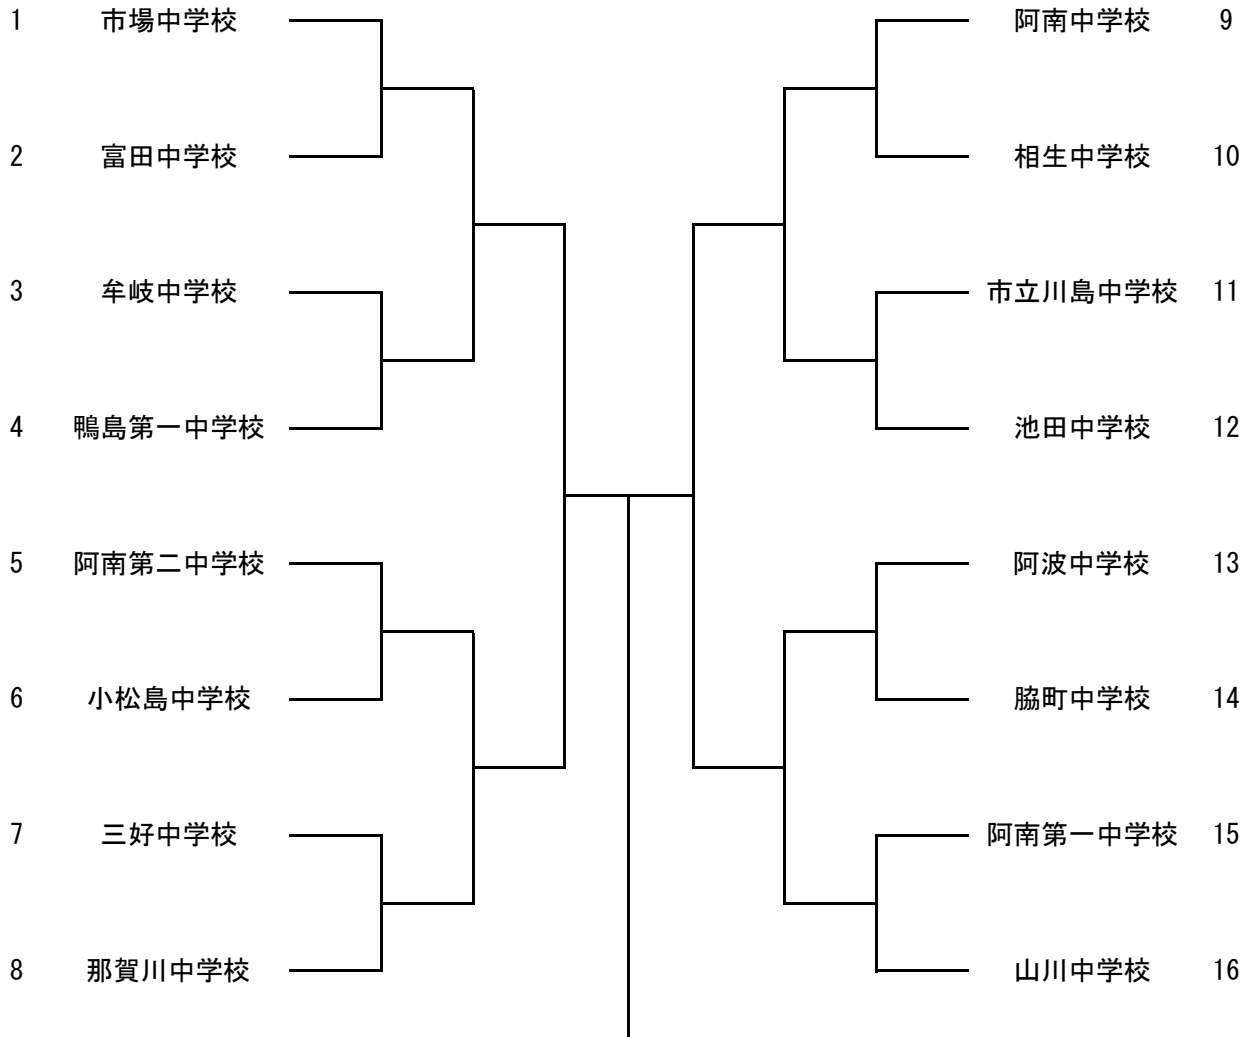 1 市場中学校
2 富田中学校
3 牟岐中学校
4 鴨島第一中学校
5 阿南第二中学校
6 小松島中学校
7 三好中学校
8 那賀川中学校
阿南中学校 9
相生中学校 10
市立川島中学校 11
池田中学校 12
阿波中学校 13
脇町中学校 14
阿南第一中学校 15
山川中学校 16